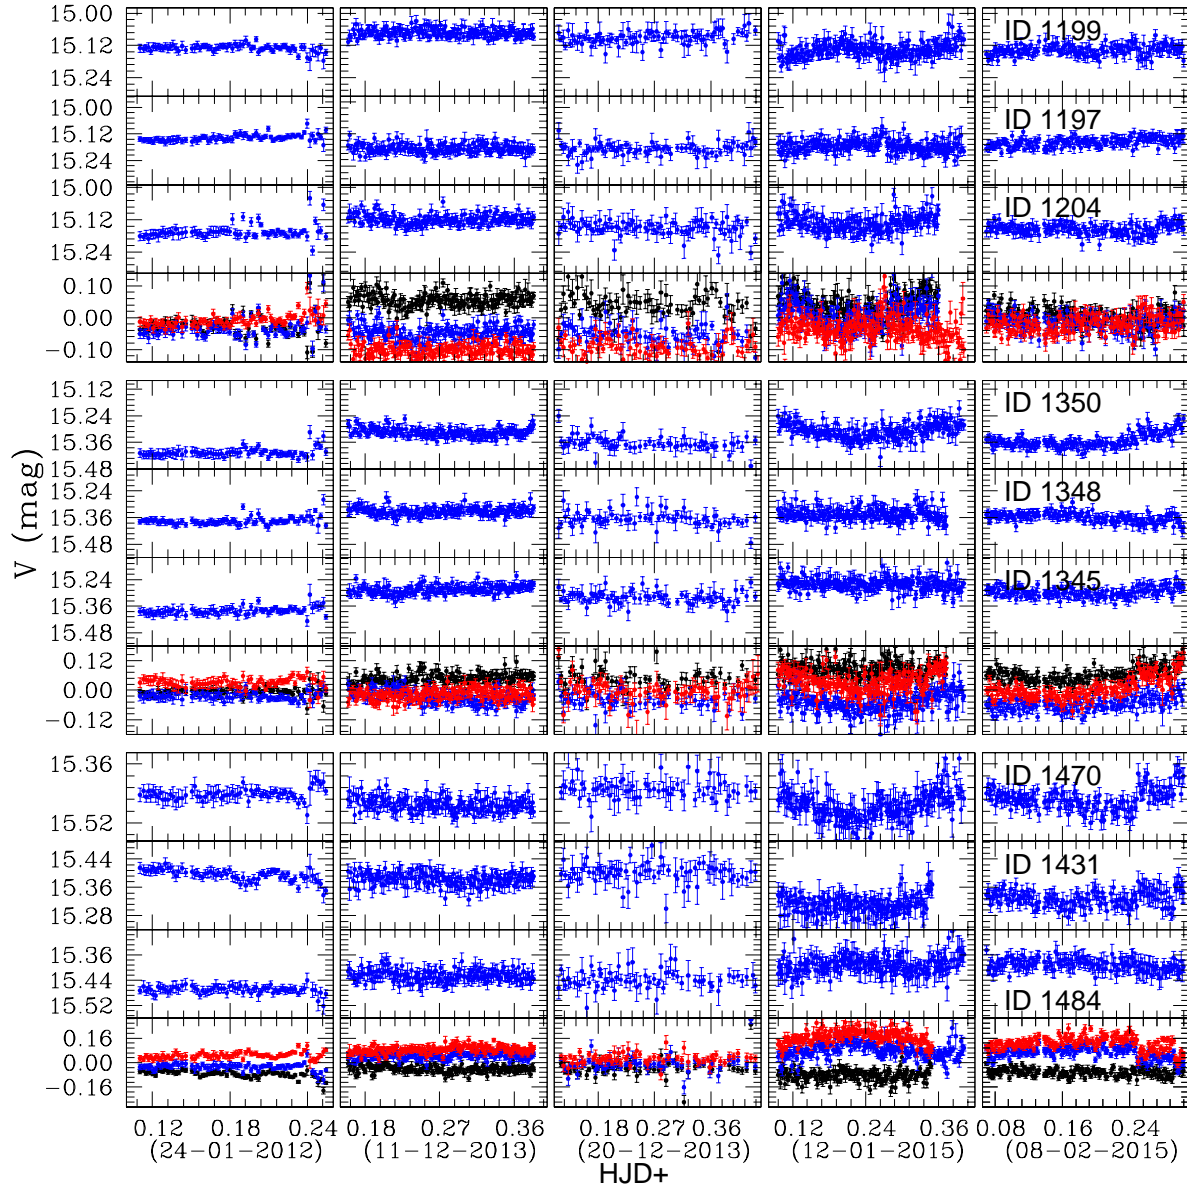 15.00
15.12
15.24
ID 1199
15.00
15.12
15.24
ID 1197
15.00
15.12
15.24
ID 1204
0.10
0.00
−0.10
15.12
15.24
15.36
15.48
ID 1350
15.24
15.36
15.48
ID 1348
15.24
15.36
15.48
ID 1345
0.12
0.00
−0.12
V (mag)
15.36
15.52
ID 1470
15.44
15.36
15.28
ID 1431
15.36
15.44
15.52
ID 1484
0.16
0.00
−0.16
0.12 0.18 0.24 0.18 0.27 0.36 0.18 0.27 0.36 0.12 0.24 0.36 0.08 0.16 0.24
(24-01-2012) (11-12-2013) (20-12-2013) (12-01-2015) (08-02-2015)
HJD+